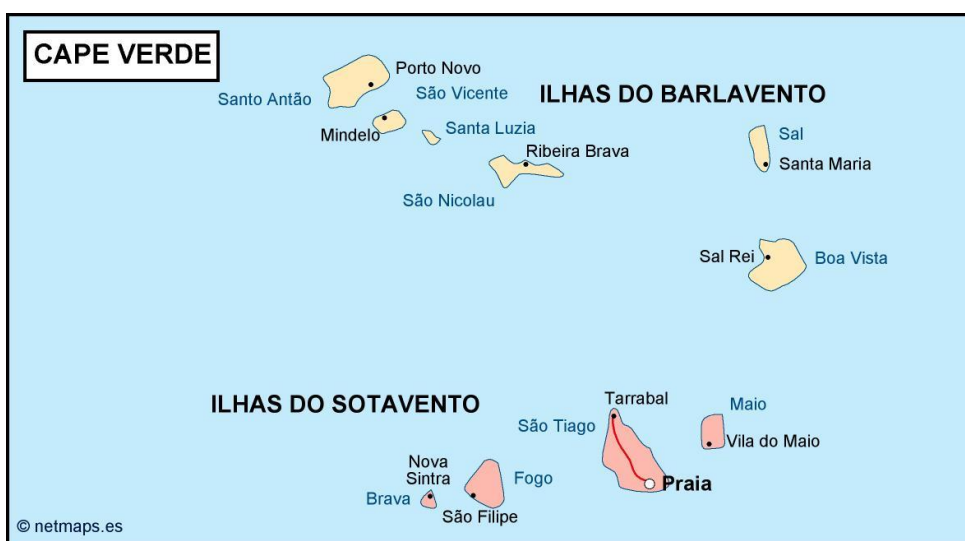 CAPE VERDE
Porto Novo
Santo Antão
São Vicente
ILHAS DO BARLAVENTO
Mindelo
Santa Luzia
Sal
Ribeira Brava
Santa Maria
São Nicolau
Sal Rei
Boa Vista
ILHAS DO SOTAVENTO
Tarrabal
Maio
São Tiago
Vila do Maio
Nova
Sintra
Fogo
Praia
Brava
São Filipe
© netmaps.es